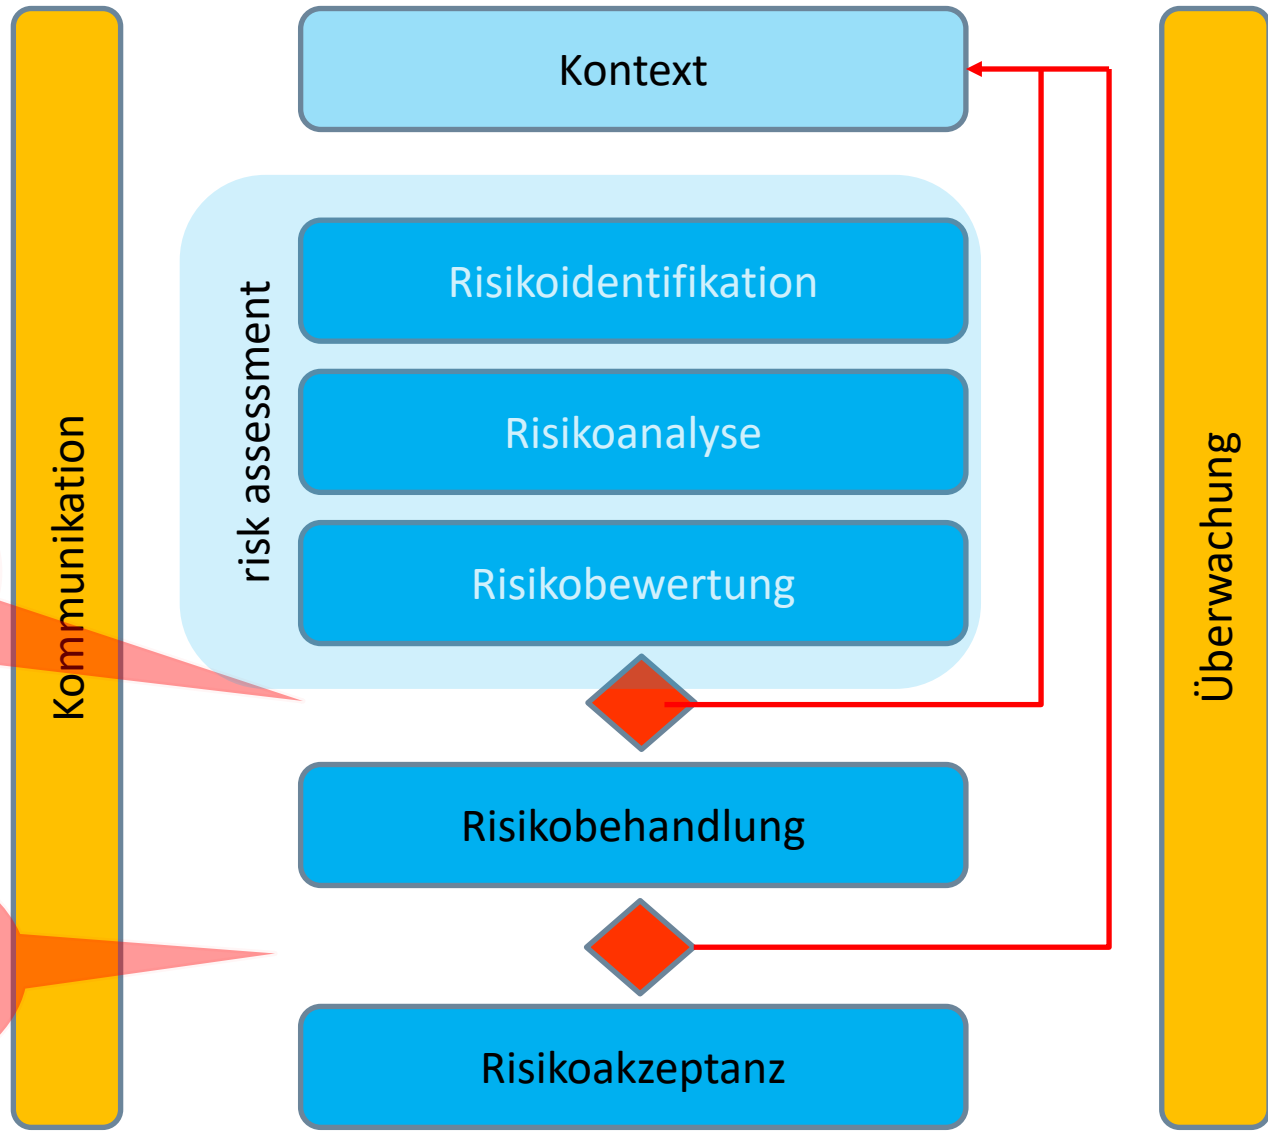 Kommunikation
Kontext
risk assessment
Risikoidentifikation
Risikoanalyse
Risikobewertung
Risikobehandlung
Risikoakzeptanz
Überwachung